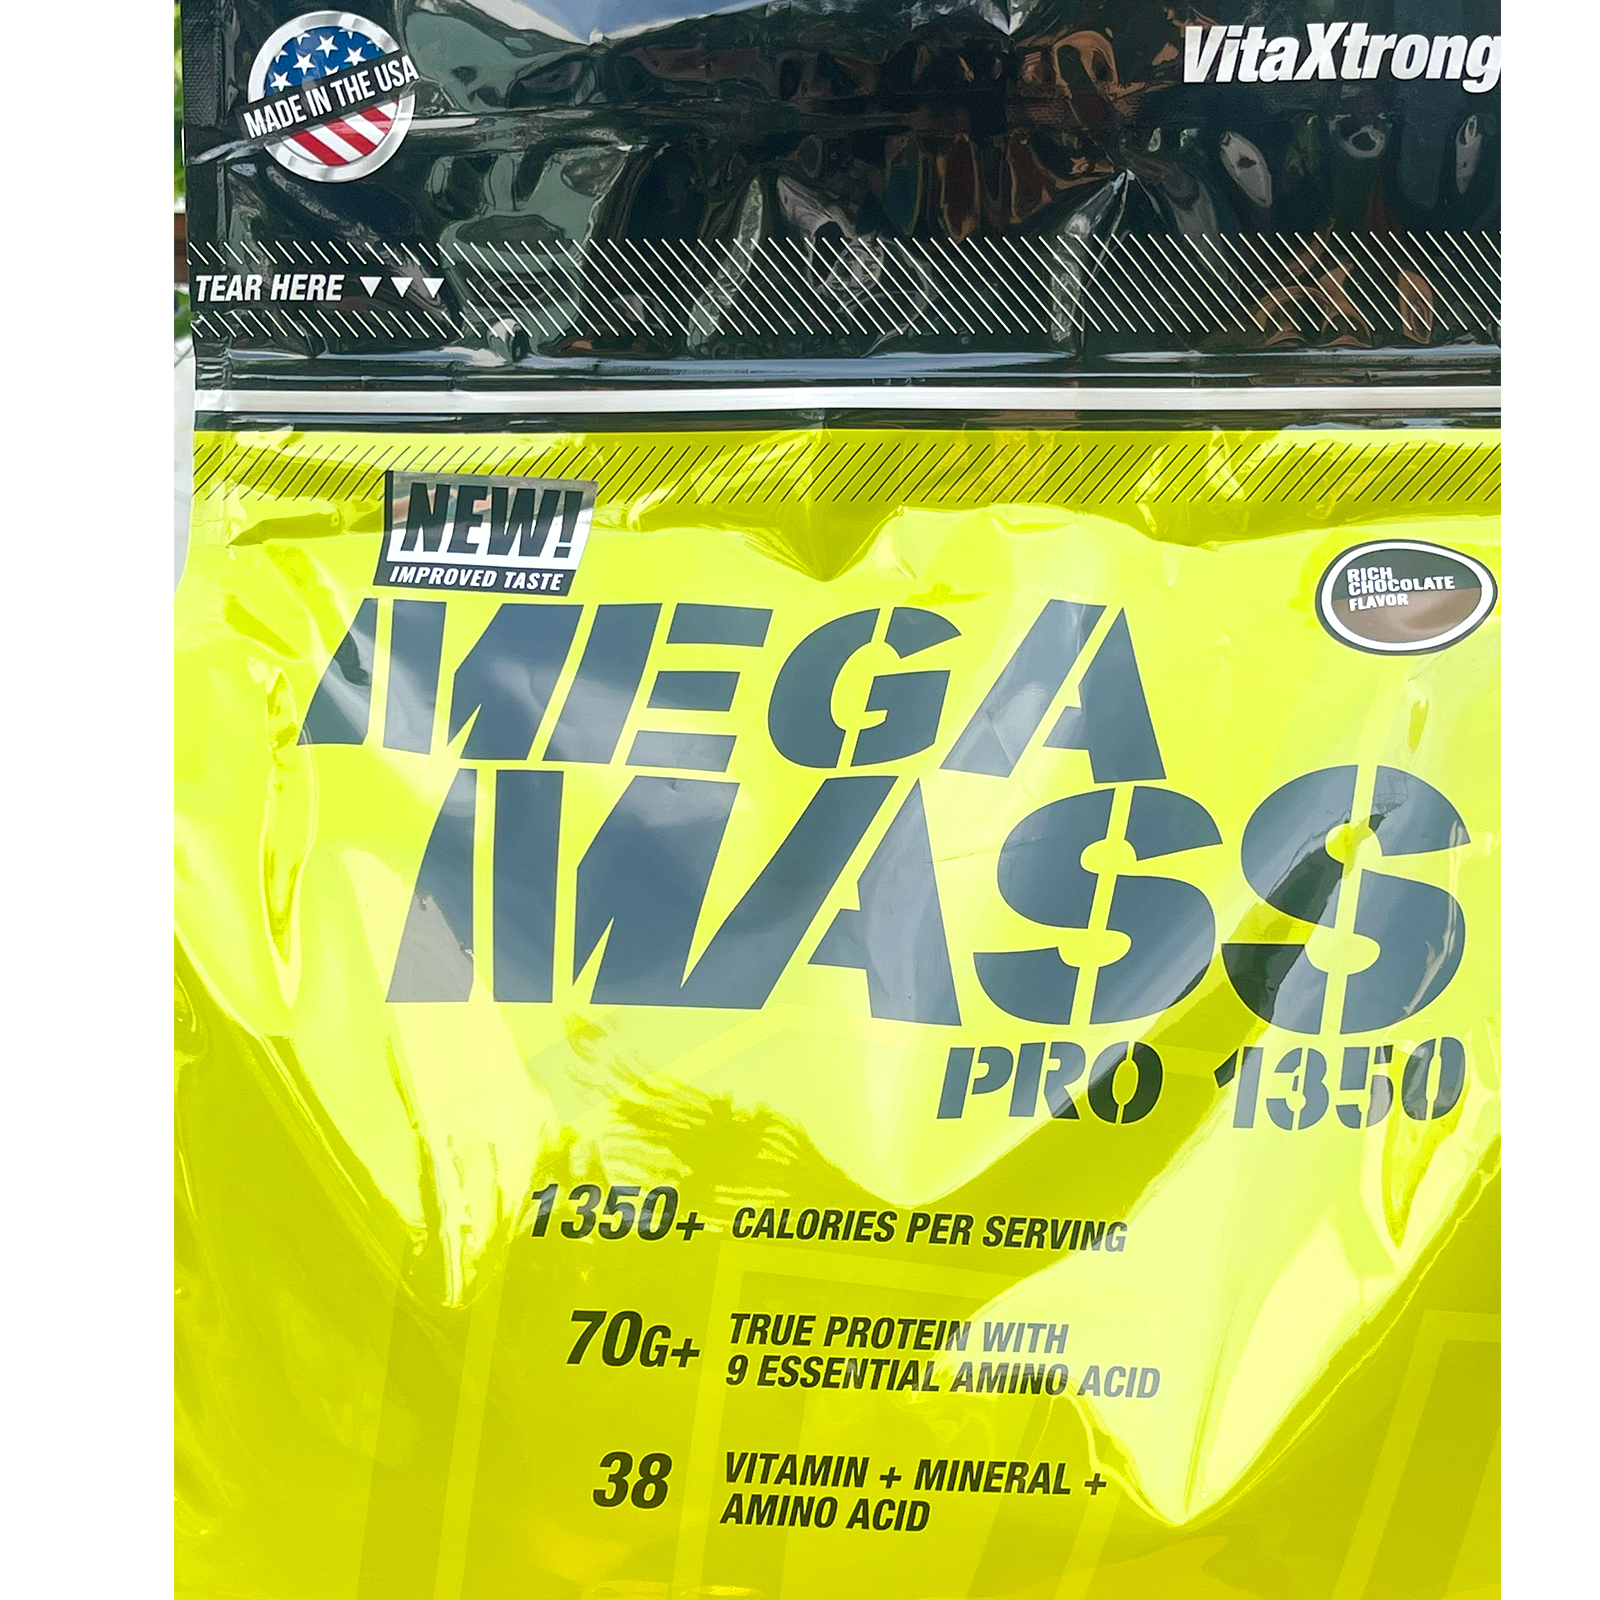 MADE IN THE USA
VitaXtrong
TEAR HERE
NEW!
IMPROVED TASTE
RICH
CHOCOLATE
FLAVOR
MEGA
MASS
PRO 1350
1350+ CALORIES PER SERVING
70G+ TRUE PROTEIN WITH
9 ESSENTIAL AMINO ACID
38 VITAMIN + MINERAL +
AMINO ACID